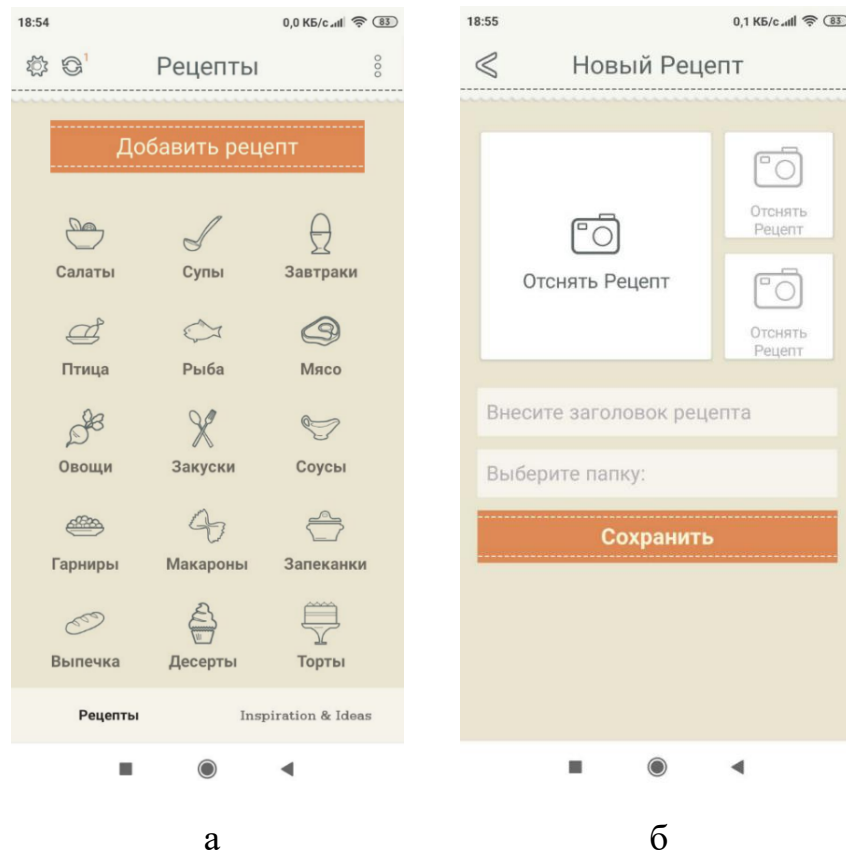 18:54 0,0 КБ/с 83
1
Рецепты
Добавить рецепт
Салаты Супы Завтраки
Птица Рыба Мясо
Овощи Закуски Соусы
Гарниры Макароны Запеканки
Выпечка Десерты Торты
Рецепты Inspiration & Ideas
а
18:55 0,1 КБ/с 83
Новый Рецепт
Отснять Рецепт
Отснять
Рецепт
Отснять
Рецепт
Внесите заголовок рецепта
Выберите папку:
Сохранить
б